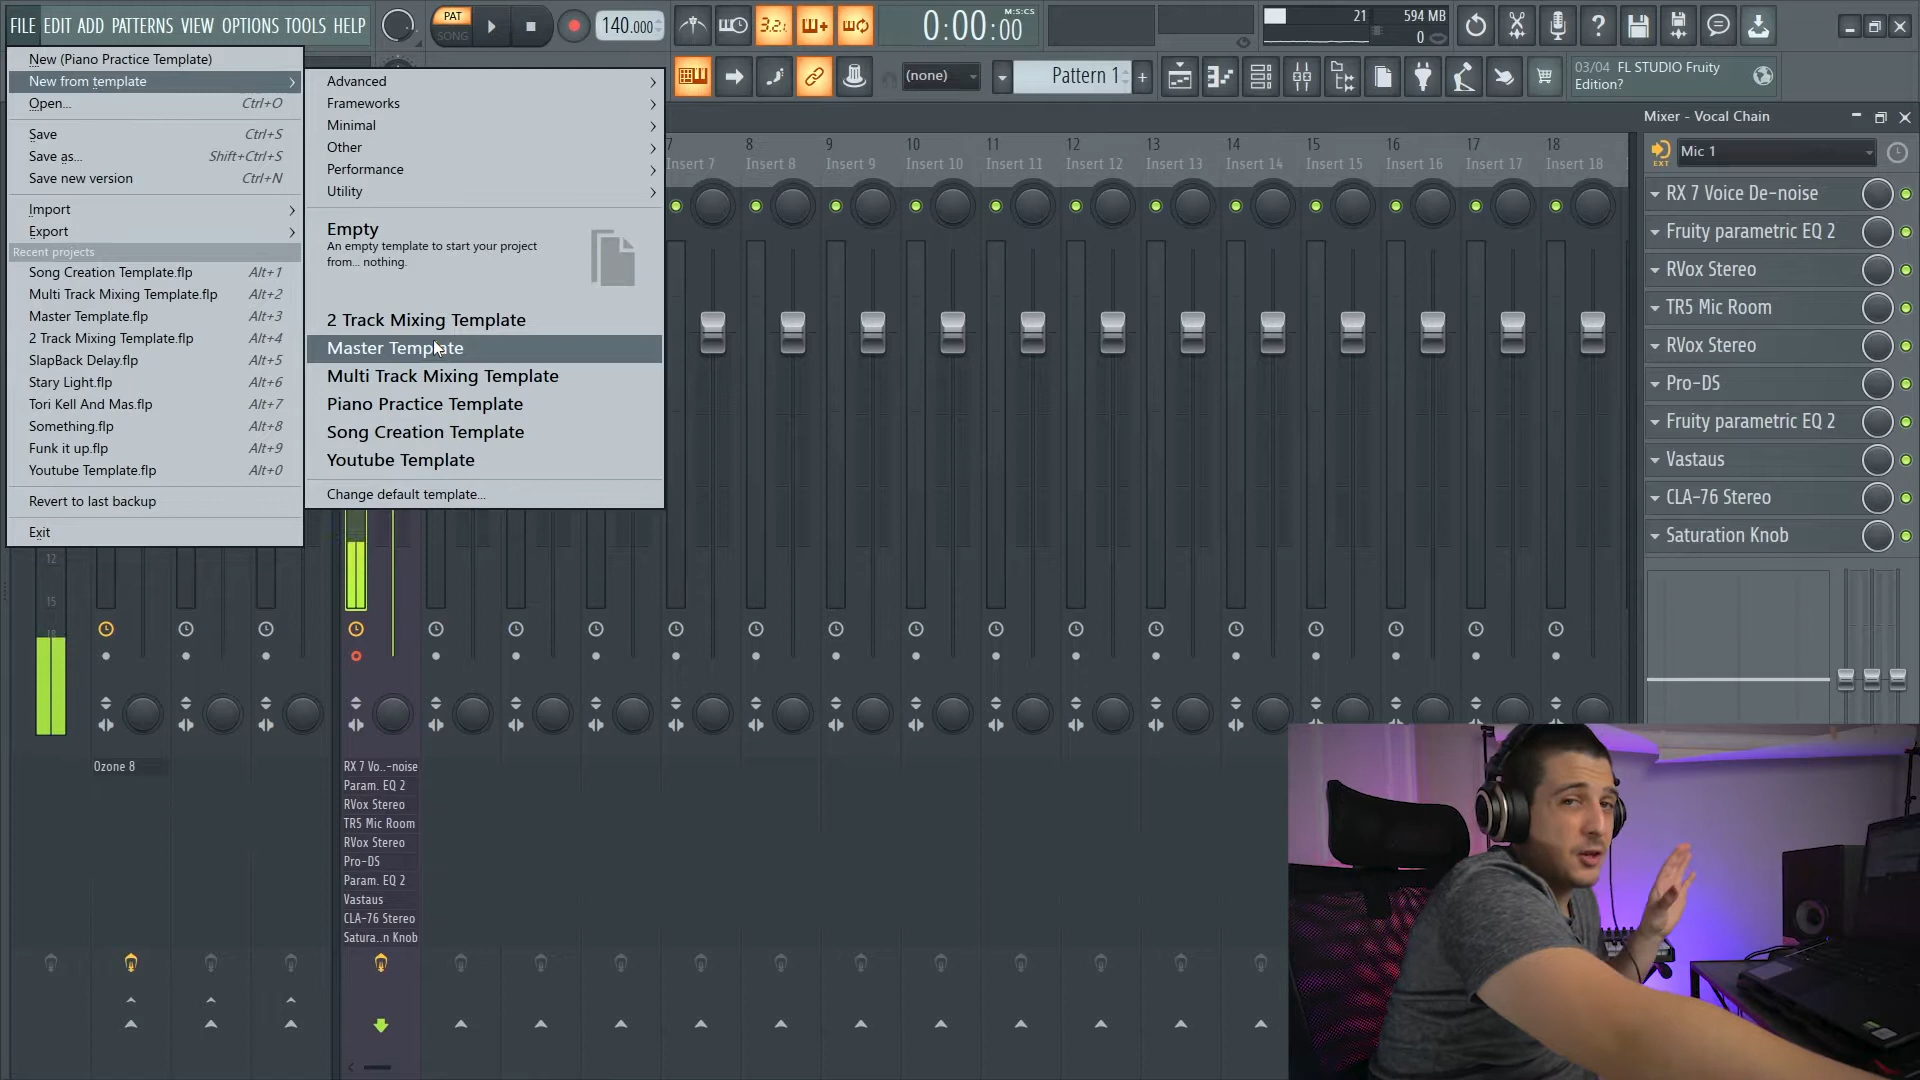 FILE EDIT ADD PATTERNS VIEW OPTIONS TOOLS HELP
PAT
SONG
140.000
3.2.1
0:00:00
M:S:CS
21
594 MB
0
New (Piano Practice Template)
New from template
Open... Ctrl+O
Save Ctrl+S
Save as... Shift+Ctrl+S
Save new version Ctrl+N
Import
Export
Recent projects
Song Creation Template.flp Alt+1
Multi Track Mixing Template.flp Alt+2
Master Template.flp Alt+3
2 Track Mixing Template.flp Alt+4
SlapBack Delay.flp Alt+5
Stary Light.flp Alt+6
Tori Kell And Mas.flp Alt+7
Something.flp Alt+8
Funk it up.flp Alt+9
Youtube Template.flp Alt+0
Revert to last backup
Exit
Advanced
Frameworks
Minimal
Other
Performance
Utility
Empty
An empty template to start your project
from... nothing.
2 Track Mixing Template
Master Template
Multi Track Mixing Template
Piano Practice Template
Song Creation Template
Youtube Template
Change default template...
(none)
Pattern 1
03/04 FL STUDIO Fruity
Edition?
7 8 9 10 11 12 13 14 15 16 17 18
Insert 7 Insert 8 Insert 9 Insert 10 Insert 11 Insert 12 Insert 13 Insert 14 Insert 15 Insert 16 Insert 17 Insert 18
Mixer - Vocal Chain
EXT
Mic 1
RX 7 Voice De-noise
Fruity parametric EQ 2
RVox Stereo
TR5 Mic Room
RVox Stereo
Pro-DS
Fruity parametric EQ 2
Vastaus
CLA-76 Stereo
Saturation Knob
12
15
Ozone 8
RX 7 Vo..-noise
Param. EQ 2
RVox Stereo
TR5 Mic Room
RVox Stereo
Pro-DS
Param. EQ 2
Vastaus
CLA-76 Stereo
Satura..n Knob